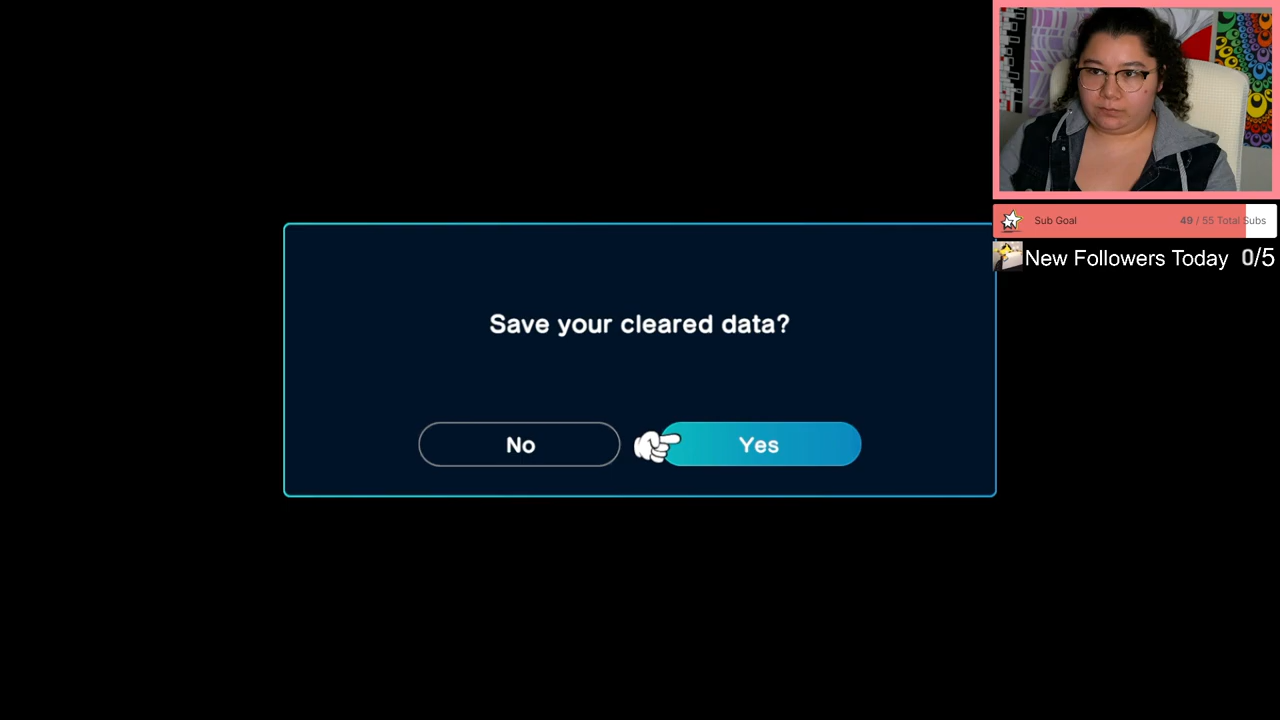 Sub Goal 49 / 55 Total Subs
New Followers Today 0/5
Save your cleared data?
No Yes